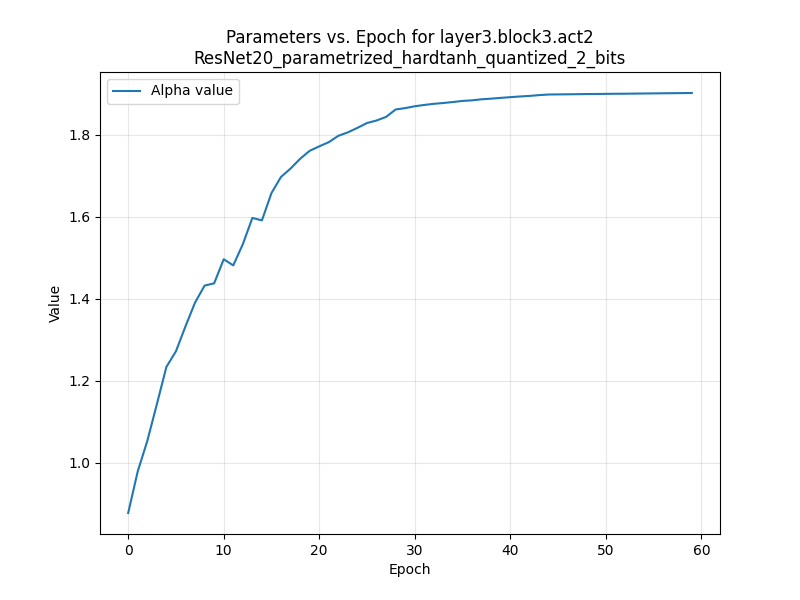 Parameters vs. Epoch for layer3.block3.act2
ResNet20_parametrized_hardtanh_quantized_2_bits
Alpha value
1.8
1.6
1.4
1.2
1.0
Value
0 10 20 30 40 50 60
Epoch